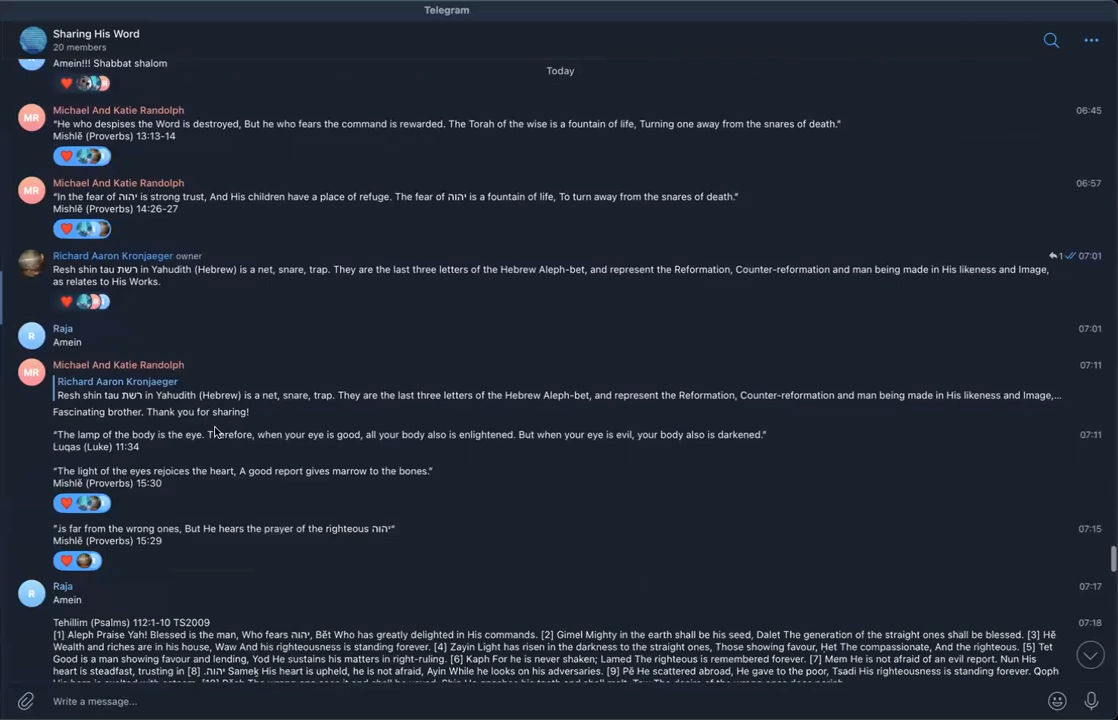 Telegram
Sharing His Word
20 members
Amein!!! Shabbat shalom
Today
Michael And Katie Randolph
06:45
"He who despises the Word is destroyed, But he who fears the command is rewarded. The Torah of the wise is a fountain of life, Turning one away from the snares of death."
Mishlĕ (Proverbs) 13:13-14
Michael And Katie Randolph
06:57
"In the fear of יהוה is strong trust, And His children have a place of refuge. The fear of יהוה is a fountain of life, To turn away from the snares of death."
Mishlĕ (Proverbs) 14:26-27
Richard Aaron Kronjaeger owner
1 07:01
Resh shin tau רשת in Yahudith (Hebrew) is a net, snare, trap. They are the last three letters of the Hebrew Aleph-bet, and represent the Reformation, Counter-reformation and man being made in His likeness and Image,
as relates to His Works.
R
Raja
07:01
Amein
MR
Michael And Katie Randolph
07:11
Richard Aaron Kronjaeger
Resh shin tau רשת in Yahudith (Hebrew) is a net, snare, trap. They are the last three letters of the Hebrew Aleph-bet, and represent the Reformation, Counter-reformation and man being made in His likeness and Image,...
Fascinating brother. Thank you for sharing!
"The lamp of the body is the eye. Therefore, when your eye is good, all your body also is enlightened. But when your eye is evil, your body also is darkened."
07:11
Luqas (Luke) 11:34
"The light of the eyes rejoices the heart, A good report gives marrow to the bones."
Mishlĕ (Proverbs) 15:30
".is far from the wrong ones, But He hears the prayer of the righteous יהוה"
07:15
Mishlĕ (Proverbs) 15:29
R
Raja
07:17
Amein
Tehillim (Psalms) 112:1-10 TS2009
07:18
[1] Aleph Praise Yah! Blessed is the man, Who fears יהוה, Bĕt Who has greatly delighted in His commands. [2] Gimel Mighty in the earth shall be his seed, Dalet The generation of the straight ones shall be blessed. [3] Hĕ
Wealth and riches are in his house, Waw And his righteousness is standing forever. [4] Zayin Light has risen in the darkness to the straight ones, Those showing favour, Ḥet The compassionate, And the righteous. [5] Tet
Good is a man showing favour and lending, Yod He sustains his matters in right-ruling. [6] Kaph For he is never shaken; Lamed The righteous is remembered forever. [7] Mem He is not afraid of an evil report. Nun His
heart is steadfast, trusting in יהוה. [8] Sameḵ His heart is upheld, he is not afraid, Ayin While he looks on his adversaries. [9] Pĕ He scattered abroad, He gave to the poor, Tsadi His righteousness is standing forever. Qoph
Write a message...